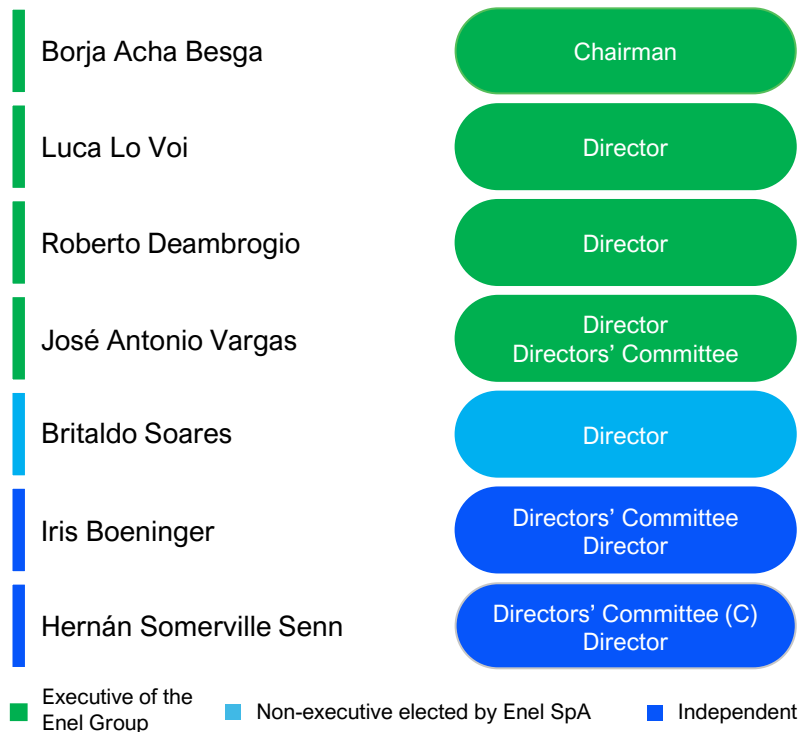 Borja Acha Besga
Chairman
Luca Lo Voi
Director
Roberto Deambrogio
Director
José Antonio Vargas
Director
Directors’ Committee
Britaldo Soares
Director
Iris Boeninger
Directors’ Committee
Director
Hernán Somerville Senn
Directors’ Committee (C)
Director
Executive of the
Enel Group
Non-executive elected by Enel SpA
Independent